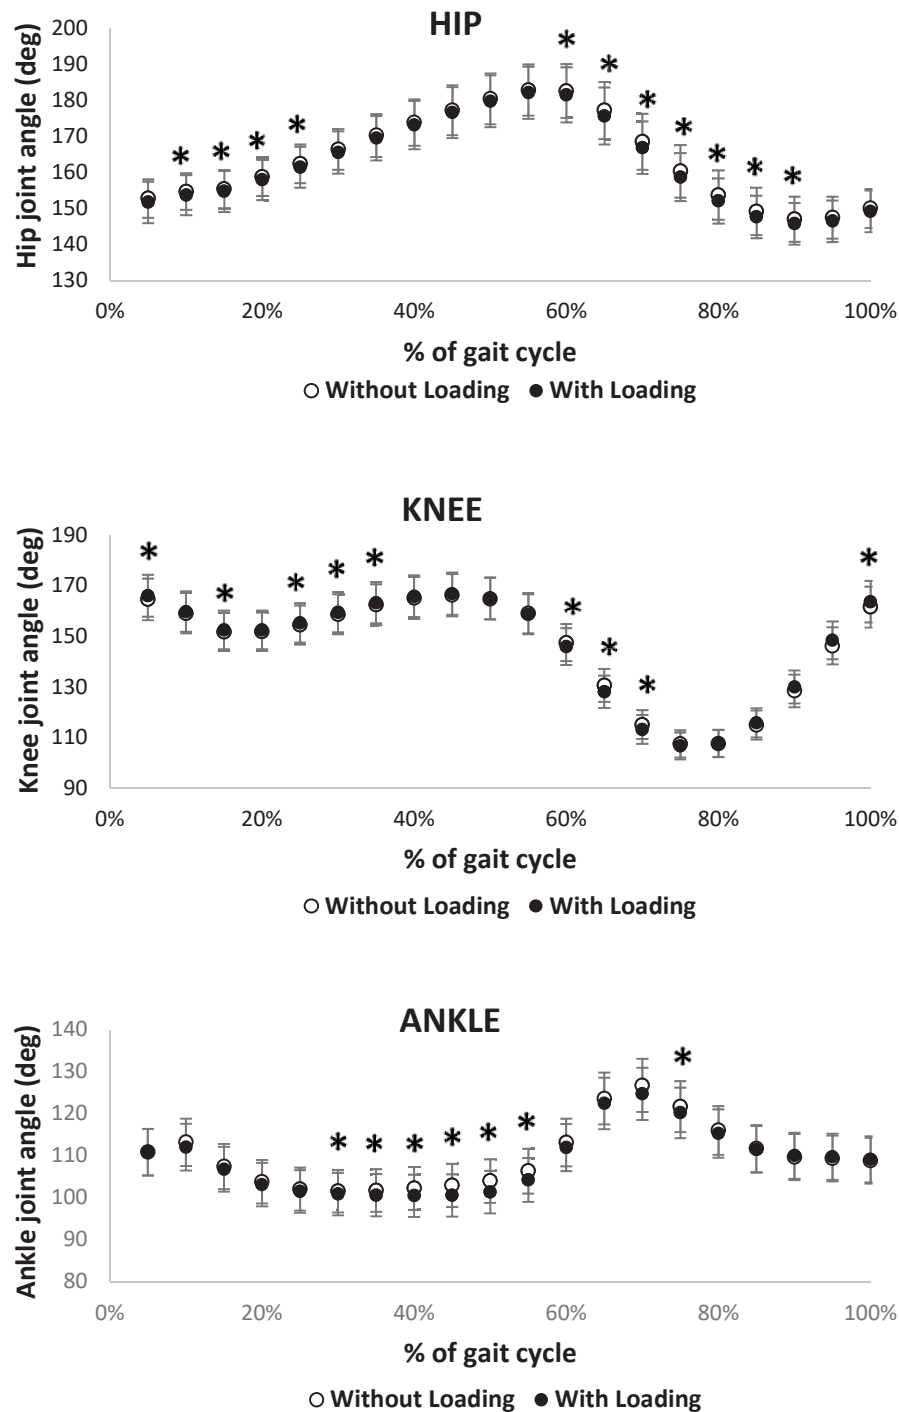 HIP
Hip joint angle (deg)
200
190
180
170
160
150
140
130
* * * * * * * * * * *
0% 20% 40% 60% 80% 100%
% of gait cycle
Without Loading With Loading
KNEE
Knee joint angle (deg)
190
170
150
130
110
90
* * * * * * * * *
0% 20% 40% 60% 80% 100%
% of gait cycle
Without Loading With Loading
ANKLE
Ankle joint angle (deg)
140
130
120
110
100
90
80
* * * * * * *
0% 20% 40% 60% 80% 100%
% of gait cycle
Without Loading With Loading